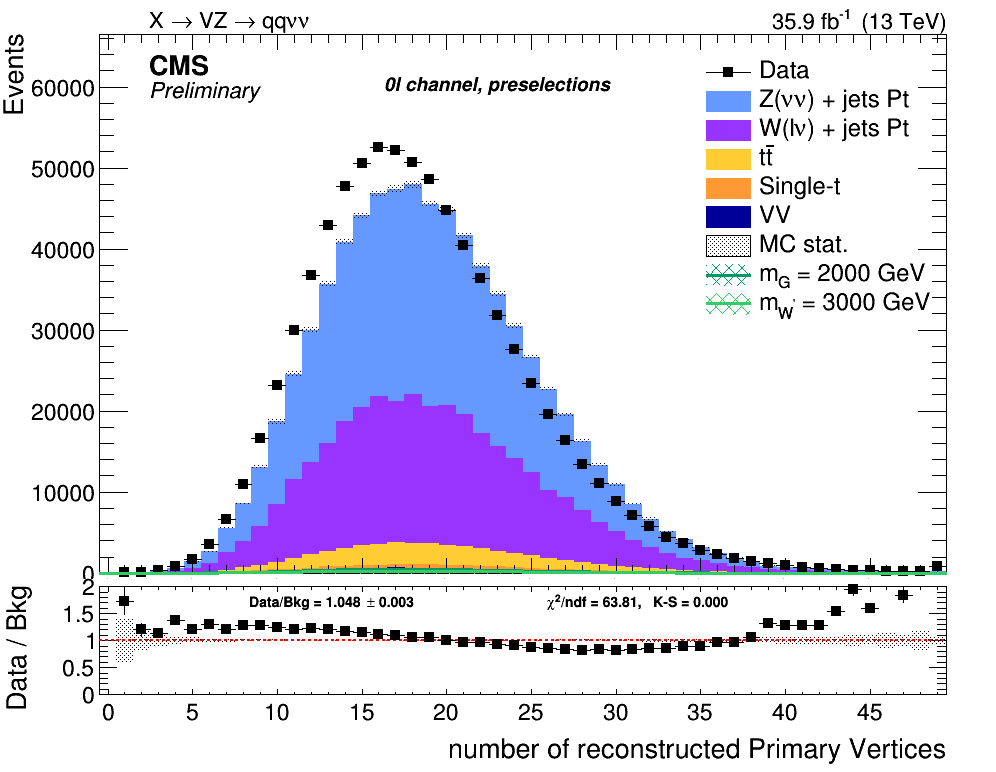 X → VZ → qqνν
35.9 fb⁻¹ (13 TeV)
CMS
Preliminary
0l channel, preselections
Data
Z(νν) + jets Pt
W(lν) + jets Pt
tt̄
Single-t
VV
MC stat.
m_G = 2000 GeV
m_W' = 3000 GeV
Events
60000
50000
40000
30000
20000
10000
0
Data/Bkg = 1.048 ± 0.003
χ²/ndf = 63.81, K-S = 0.000
Data / Bkg
2
1.5
1
0.5
0
0 5 10 15 20 25 30 35 40 45
number of reconstructed Primary Vertices